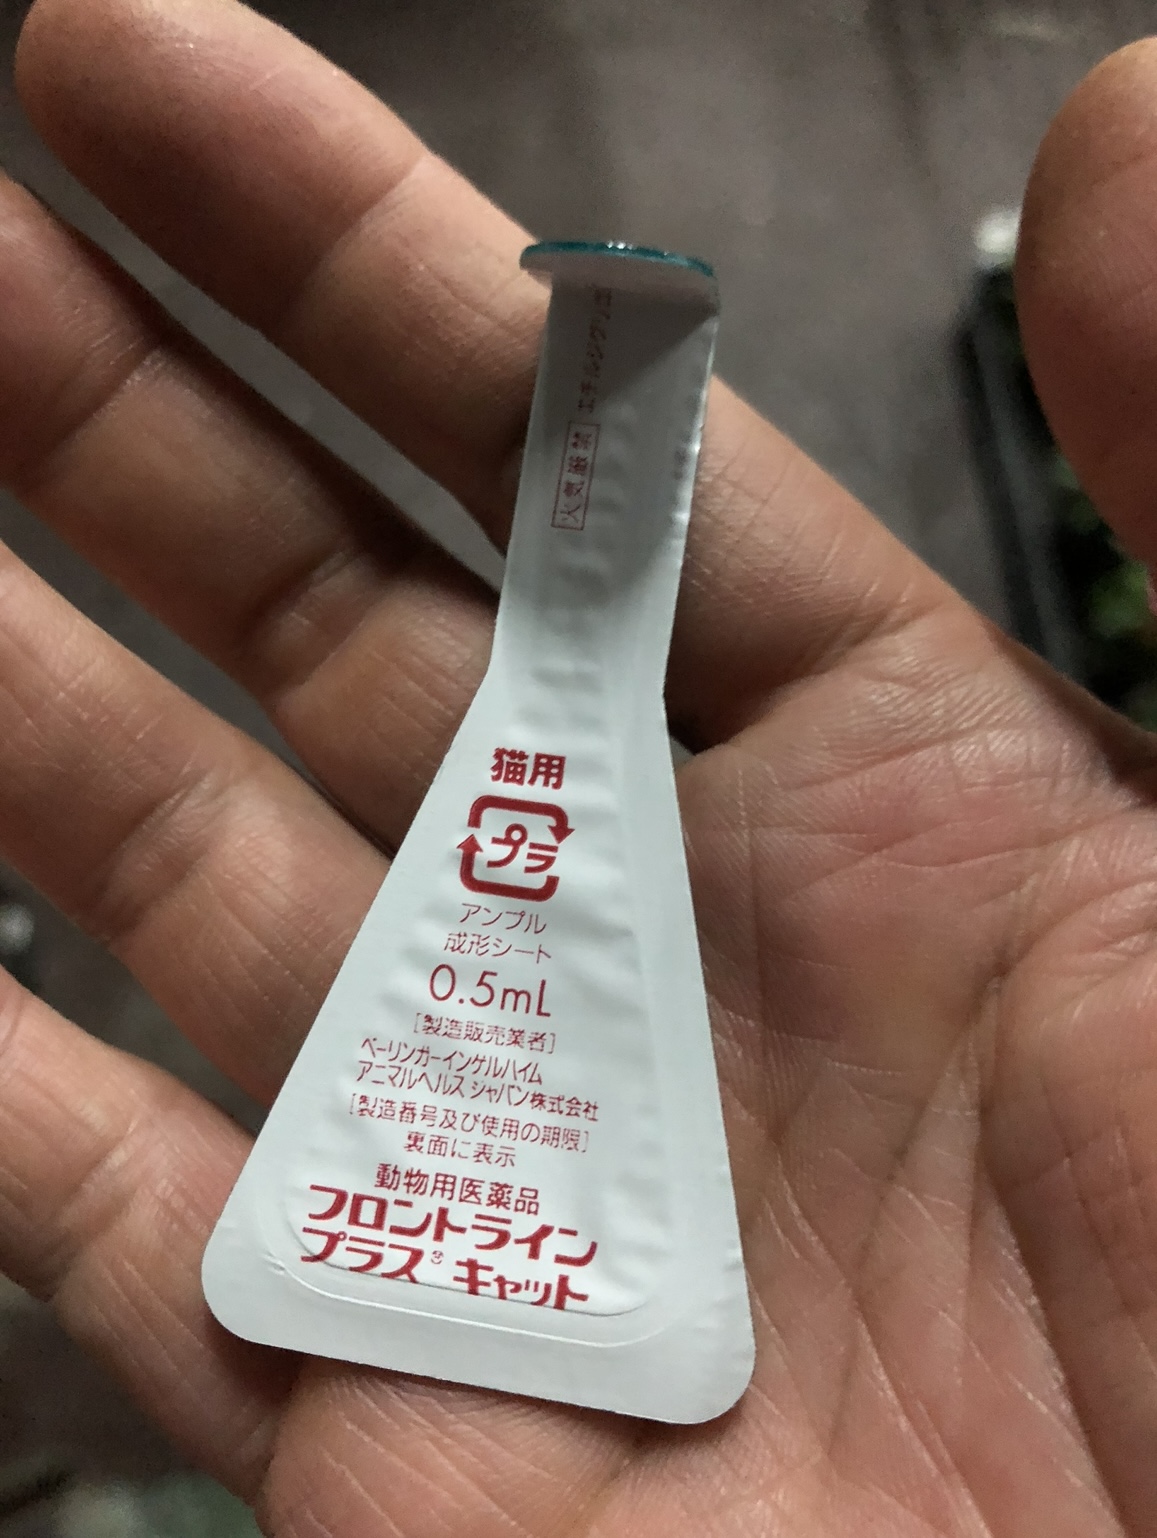 火気厳禁
猫用
プラ
アンプル
成形シート
0.5mL
[製造販売業者]
ベーリンガーインゲルハイム
アニマルヘルス ジャパン株式会社
[製造番号及び使用の期限]
裏面に表示
動物用医薬品
フロントライン
プラス® キャット